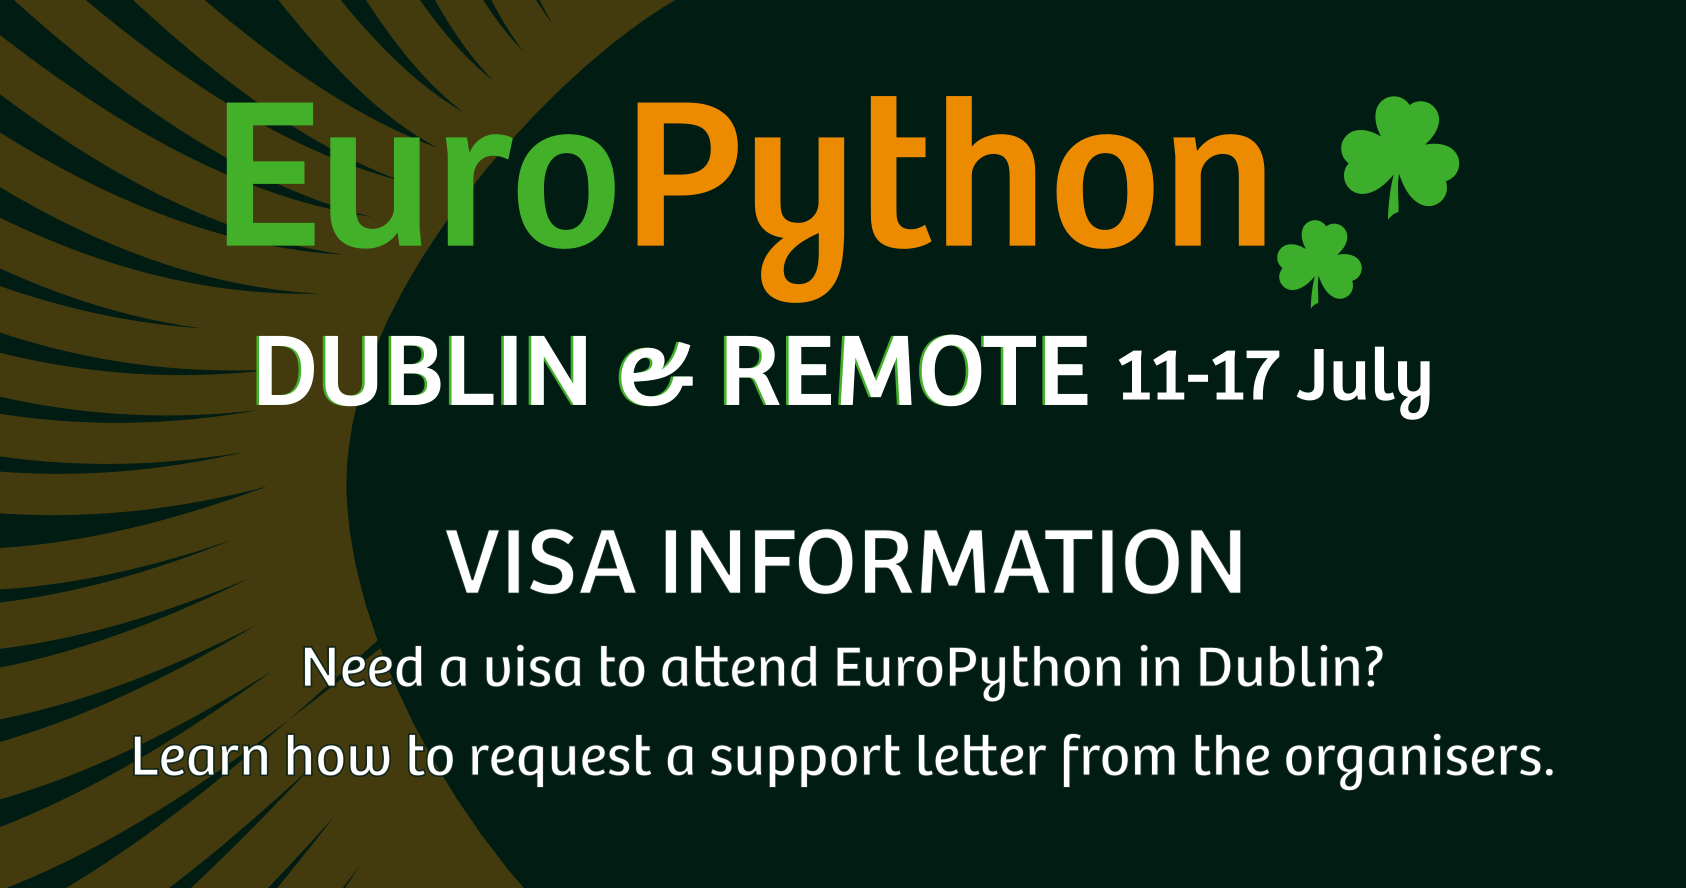 EuroPython
DUBLIN & REMOTE 11-17 July
VISA INFORMATION
Need a visa to attend EuroPython in Dublin?
Learn how to request a support letter from the organisers.